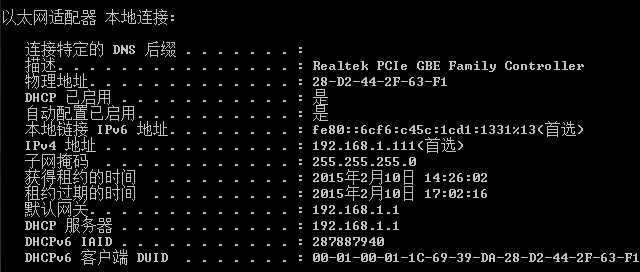 以太网适配器 本地连接:
连接特定的 DNS 后缀 . . . . . . . :
描述. . . . . . . . . . . . . . . : Realtek PCIe GBE Family Controller
物理地址. . . . . . . . . . . . . : 28-D2-44-2F-63-F1
DHCP 已启用 . . . . . . . . . . . : 是
自动配置已启用. . . . . . . . . . : 是
本地链接 IPv6 地址. . . . . . . . : fe80::6cf6:c45c:1cd1:1331%13(首选)
IPv4 地址 . . . . . . . . . . . . : 192.168.1.111(首选)
子网掩码 . . . . . . . . . . . . : 255.255.255.0
获得租约的时间 . . . . . . . . . : 2015年2月10日 14:26:02
租约过期的时间 . . . . . . . . . : 2015年2月10日 17:02:16
默认网关. . . . . . . . . . . . . : 192.168.1.1
DHCP 服务器 . . . . . . . . . . . : 192.168.1.1
DHCPv6 IAID . . . . . . . . . . . : 287887940
DHCPv6 客户端 DUID . . . . . . . : 00-01-00-01-1C-69-39-DA-28-D2-44-2F-63-F1